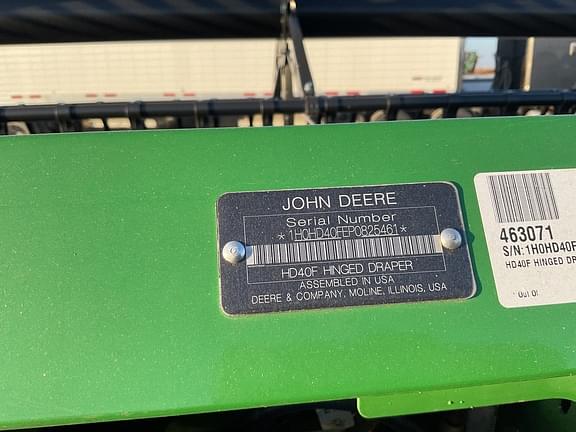 JOHN DEERE
Serial Number
*1H0HD40FEP0825461*
HD40F HINGED DRAPER
ASSEMBLED IN USA
DEERE & COMPANY, MOLINE, ILLINOIS, USA
463071
S/N:1H0HD40F
HD40F HINGED DR